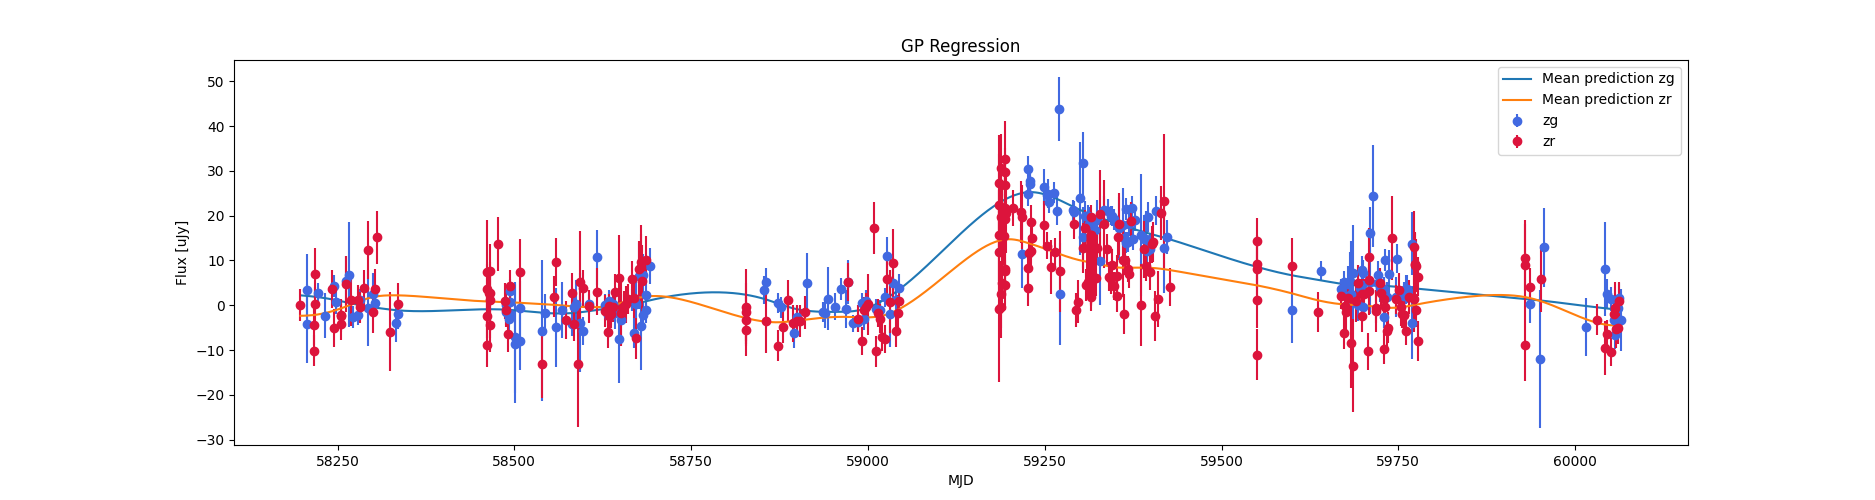 GP Regression
Flux [uJy]
50
40
30
20
10
0
−10
−20
−30
58250
58500
58750
59000
59250
59500
59750
60000
MJD
Mean prediction zg
Mean prediction zr
zg
zr